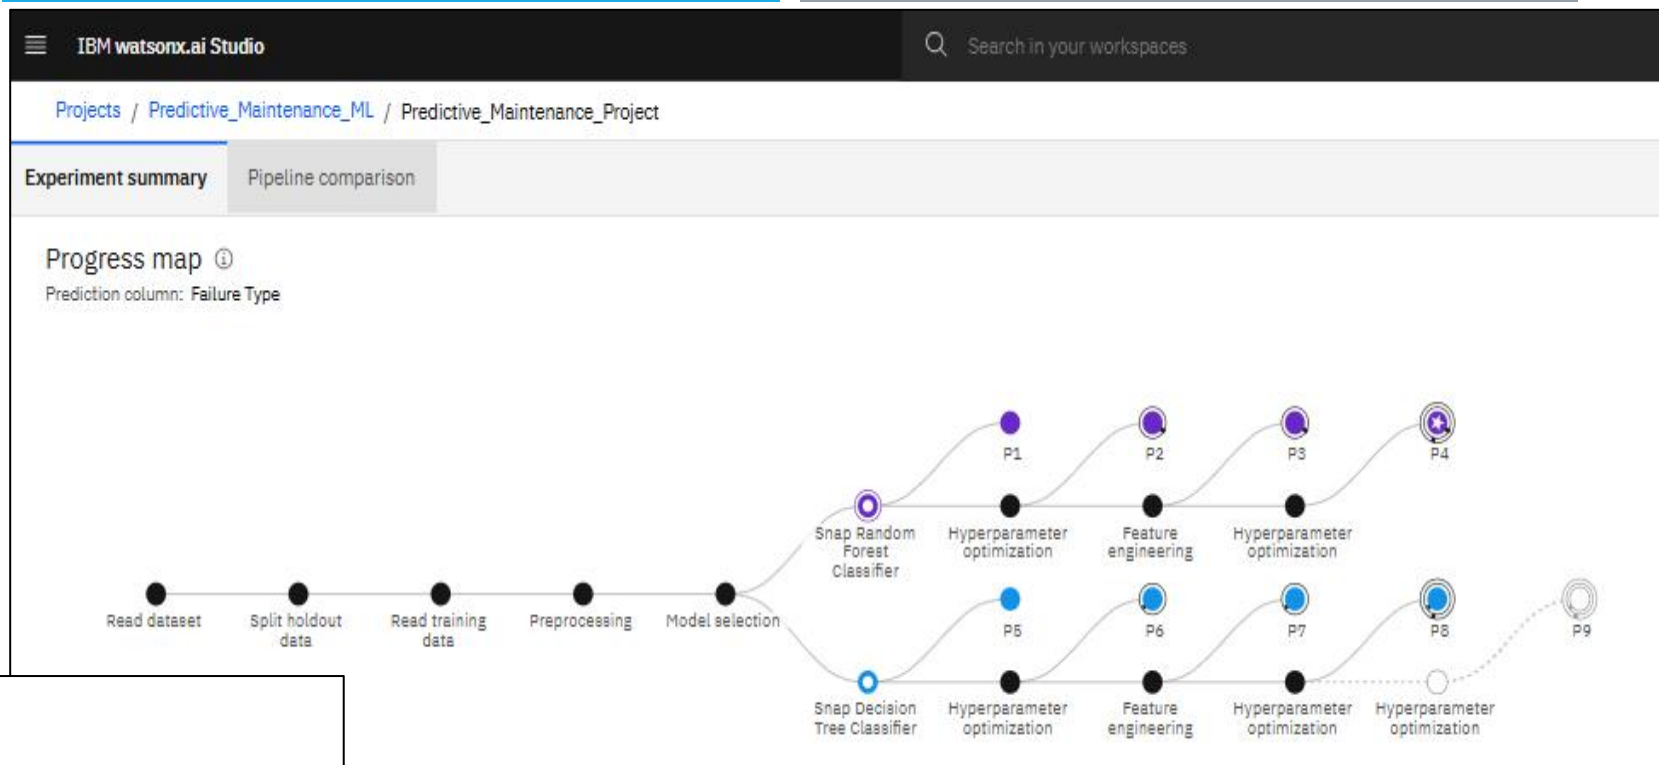 IBM watsonx.ai Studio
Search in your workspaces
Projects / Predictive_Maintenance_ML / Predictive_Maintenance_Project
Experiment summary
Pipeline comparison
Progress map
Prediction column: Failure Type
P1
P2
P3
P4
Snap Random
Forest
Classifier
Hyperparameter
optimization
Feature
engineering
Hyperparameter
optimization
Read dataset
Split holdout
data
Read training
data
Preprocessing
Model selection
P5
P6
P7
P8
P9
Snap Decision
Tree Classifier
Hyperparameter
optimization
Feature
engineering
Hyperparameter
optimization
Hyperparameter
optimization